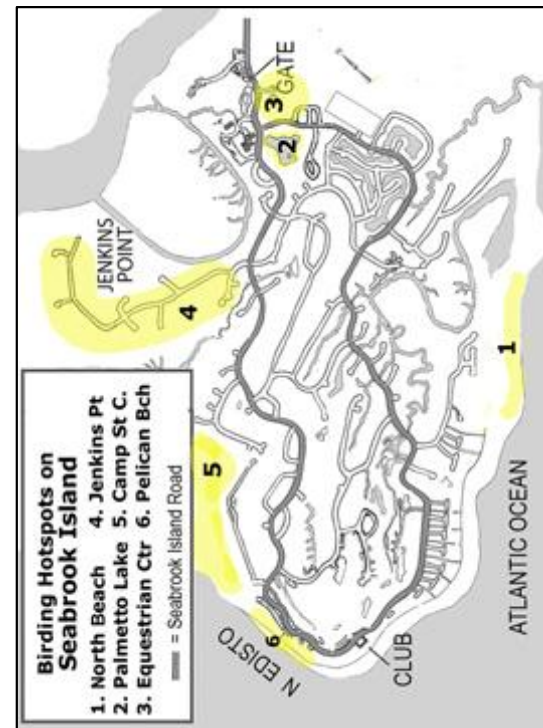 Birding Hotspots on
Seabrook Island
1. North Beach 4. Jenkins Pt
2. Palmetto Lake 5. Camp St C.
3. Equestrian Ctr 6. Pelican Bch
= Seabrook Island Road
JENKINS
POINT
GATE
3
2
4
5
1
6
N EDISTO
CLUB
ATLANTIC OCEAN